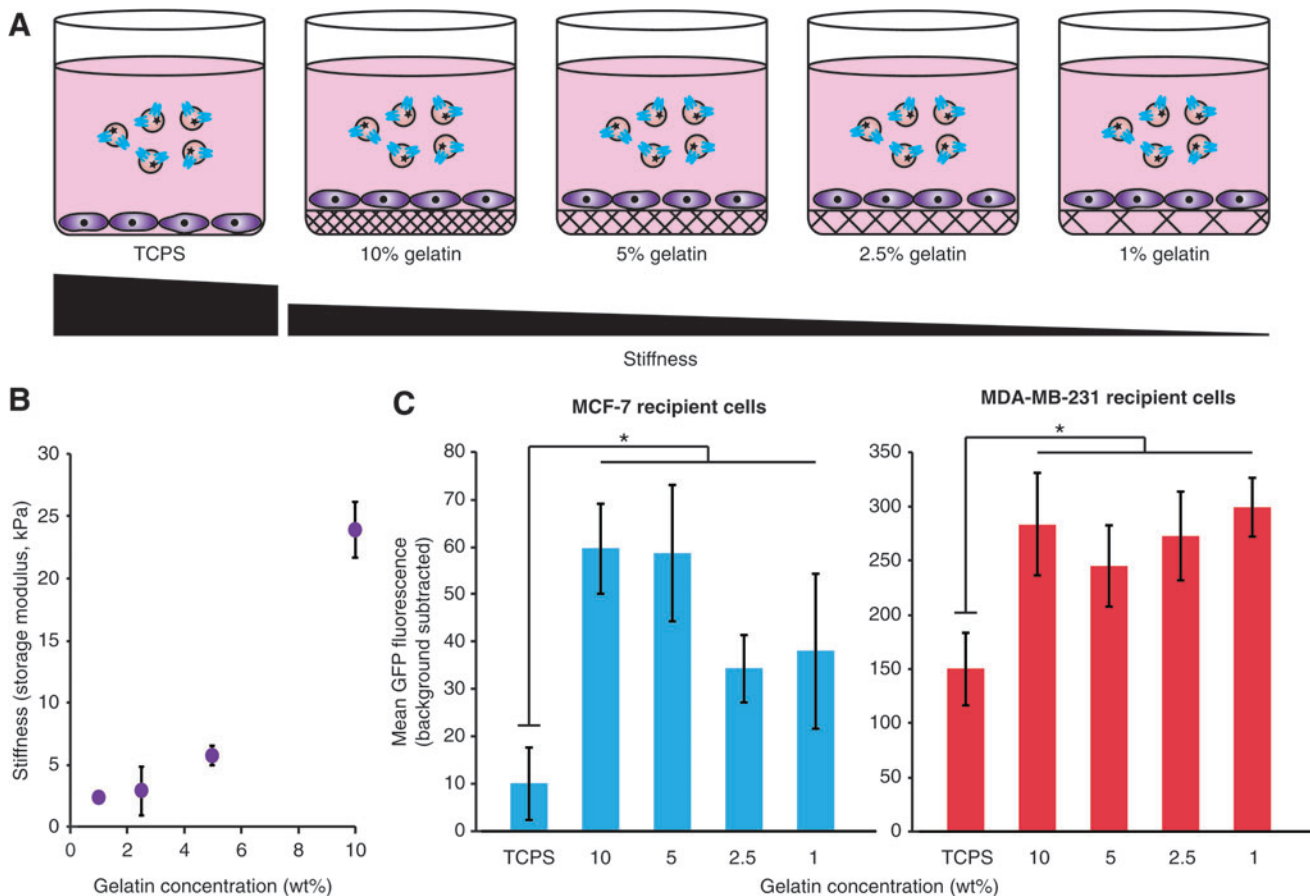 A
TCPS
10% gelatin
5% gelatin
2.5% gelatin
1% gelatin
Stiffness
B
30
25
20
15
10
5
0
0 2 4 6 8 10
Stiffness (storage modulus, kPa)
Gelatin concentration (wt%)
C
MCF-7 recipient cells
*
80
70
60
50
40
30
20
10
0
Mean GFP fluorescence
(background subtracted)
TCPS 10 5 2.5 1
MDA-MB-231 recipient cells
*
350
300
250
200
150
100
50
0
TCPS 10 5 2.5 1
Gelatin concentration (wt%)